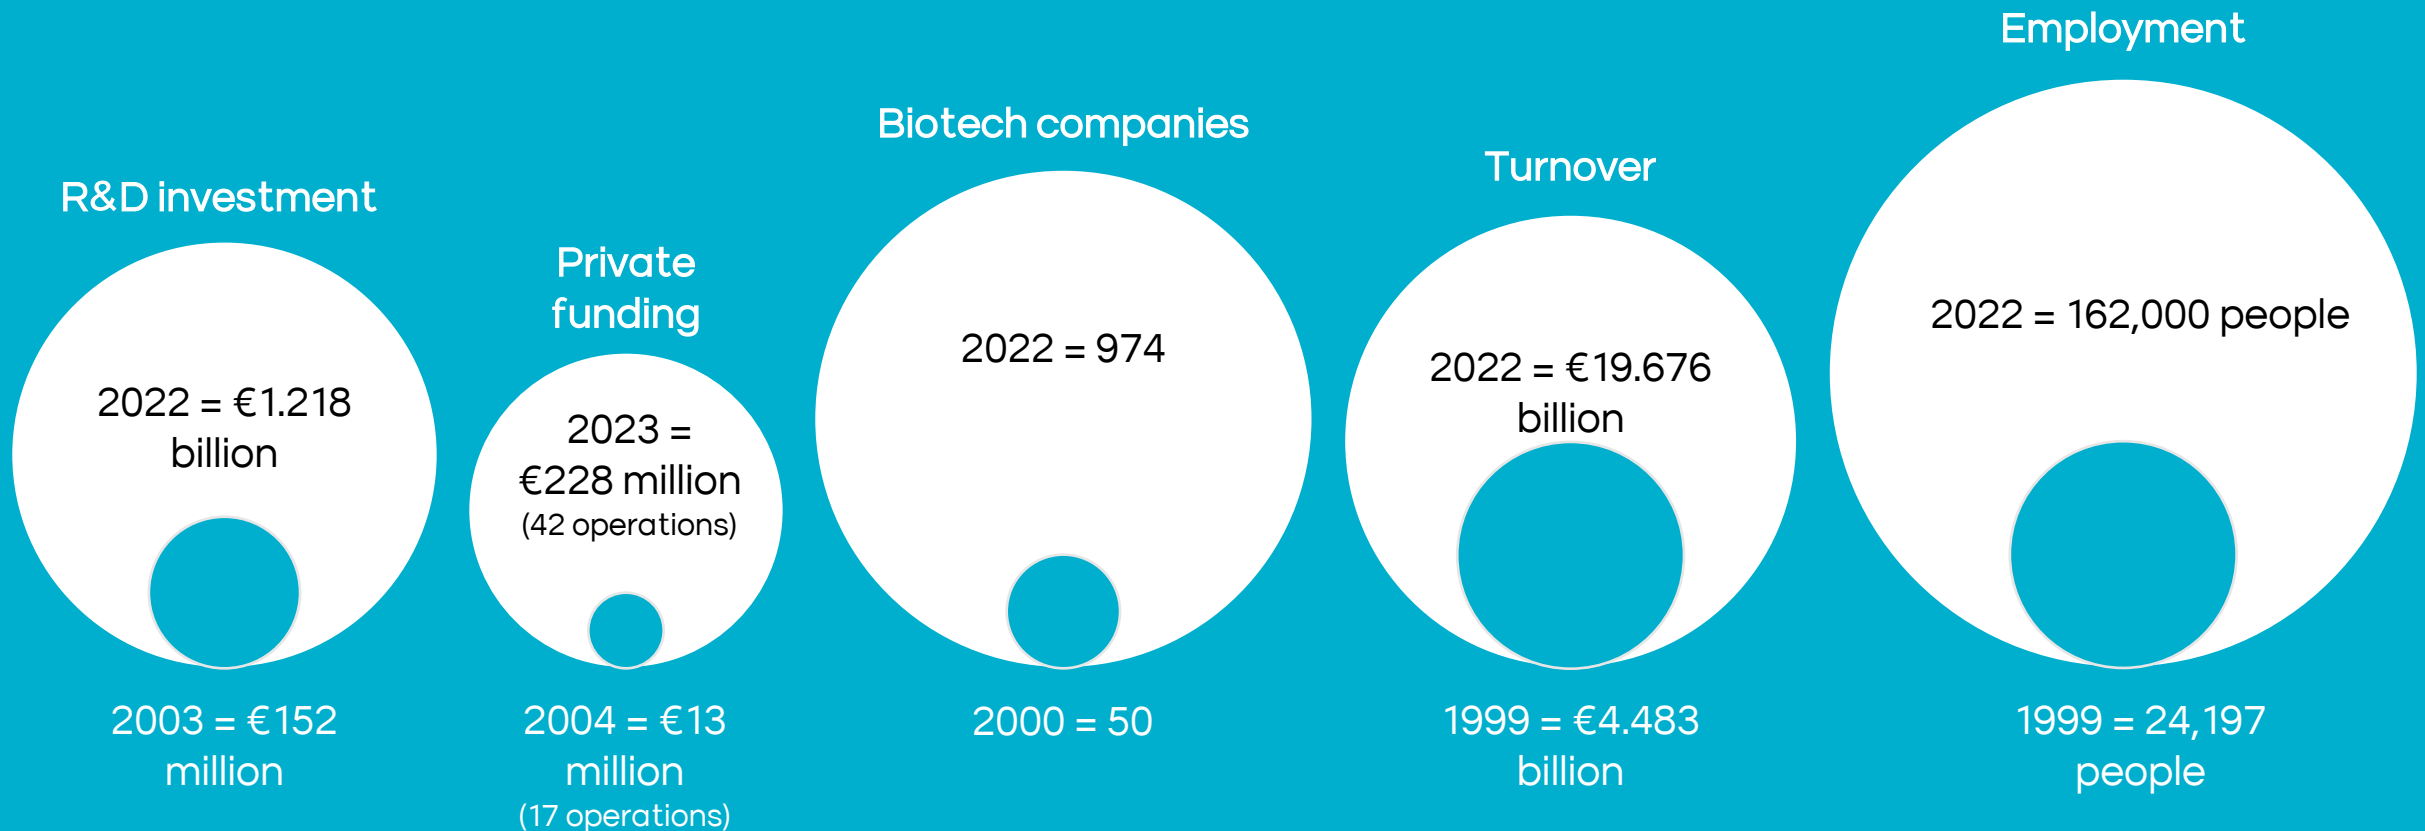 R&D investment
2022 = €1.218
billion
2003 = €152
million
Private
funding
2023 =
€228 million
(42 operations)
2004 = €13
million
(17 operations)
Biotech companies
2022 = 974
2000 = 50
Turnover
2022 = €19.676
billion
1999 = €4.483
billion
Employment
2022 = 162,000 people
1999 = 24,197
people